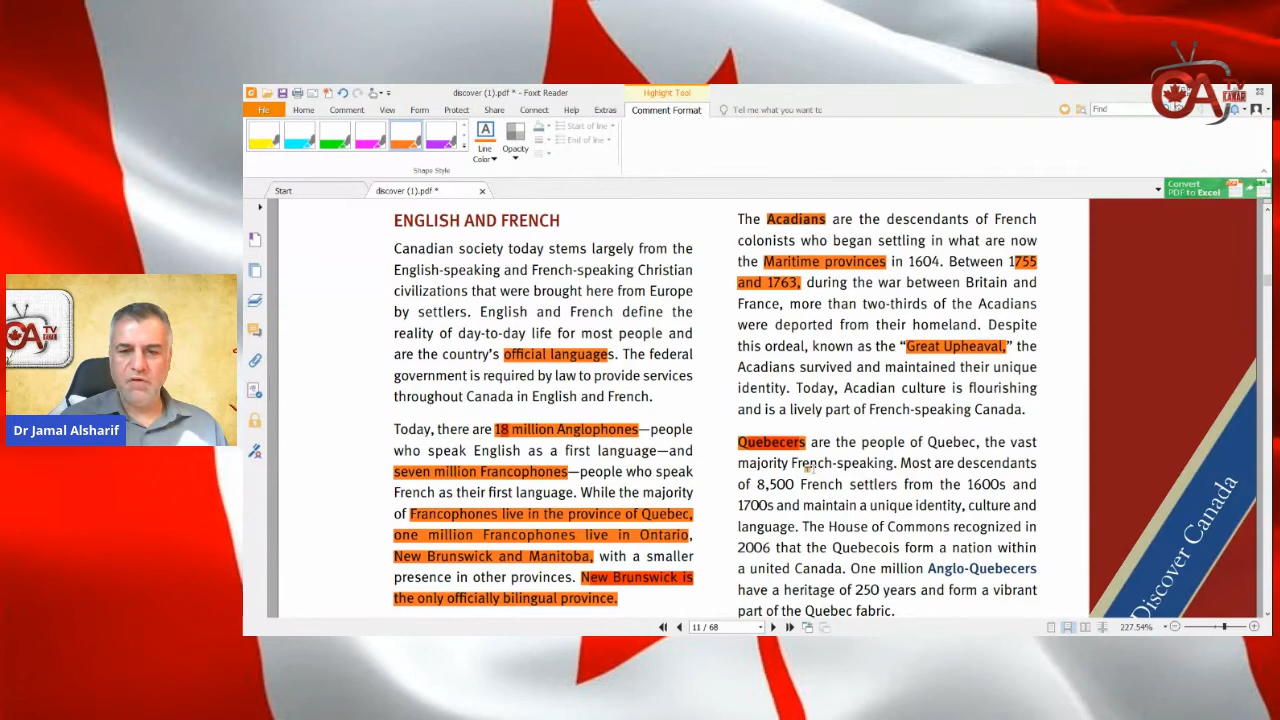 discover (1).pdf * - Foxit Reader
Highlight Tool
File Home Comment View Form Protect Share Connect Help Extras Comment Format Tell me what you want to
Find
Line
Color
Opacity
Start of line
End of line
Shape Style
Start
discover (1).pdf *
Convert
PDF to Excel
ENGLISH AND FRENCH
Canadian society today stems largely from the
English-speaking and French-speaking Christian
civilizations that were brought here from Europe
by settlers. English and French define the
reality of day-to-day life for most people and
are the country’s official languages. The federal
government is required by law to provide services
throughout Canada in English and French.
Today, there are 18 million Anglophones—people
who speak English as a first language—and
seven million Francophones—people who speak
French as their first language. While the majority
of Francophones live in the province of Quebec,
one million Francophones live in Ontario,
New Brunswick and Manitoba, with a smaller
presence in other provinces. New Brunswick is
the only officially bilingual province.
The Acadians are the descendants of French
colonists who began settling in what are now
the Maritime provinces in 1604. Between 1755
and 1763, during the war between Britain and
France, more than two-thirds of the Acadians
were deported from their homeland. Despite
this ordeal, known as the “Great Upheaval,” the
Acadians survived and maintained their unique
identity. Today, Acadian culture is flourishing
and is a lively part of French-speaking Canada.
Quebecers are the people of Quebec, the vast
majority French-speaking. Most are descendants
of 8,500 French settlers from the 1600s and
1700s and maintain a unique identity, culture and
language. The House of Commons recognized in
2006 that the Quebecois form a nation within
a united Canada. One million Anglo-Quebecers
have a heritage of 250 years and form a vibrant
part of the Quebec fabric.
Discover Canada
11 / 68
227.54%
Dr Jamal Alsharif
CA TV
KANAR
CA TV
KANAR